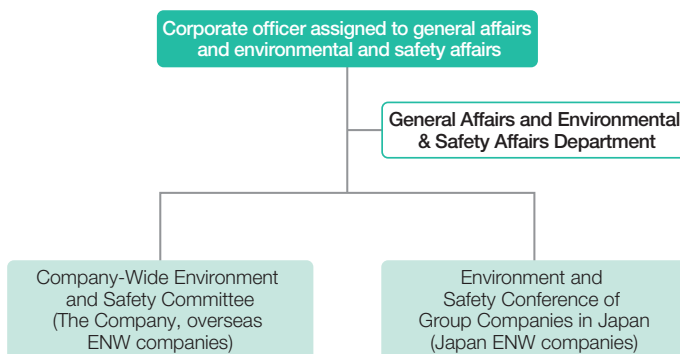 Corporate officer assigned to general affairs
and environmental and safety affairs
General Affairs and Environmental
& Safety Affairs Department
Company-Wide Environment
and Safety Committee
(The Company, overseas
ENW companies)
Environment and
Safety Conference of
Group Companies in Japan
(Japan ENW companies)